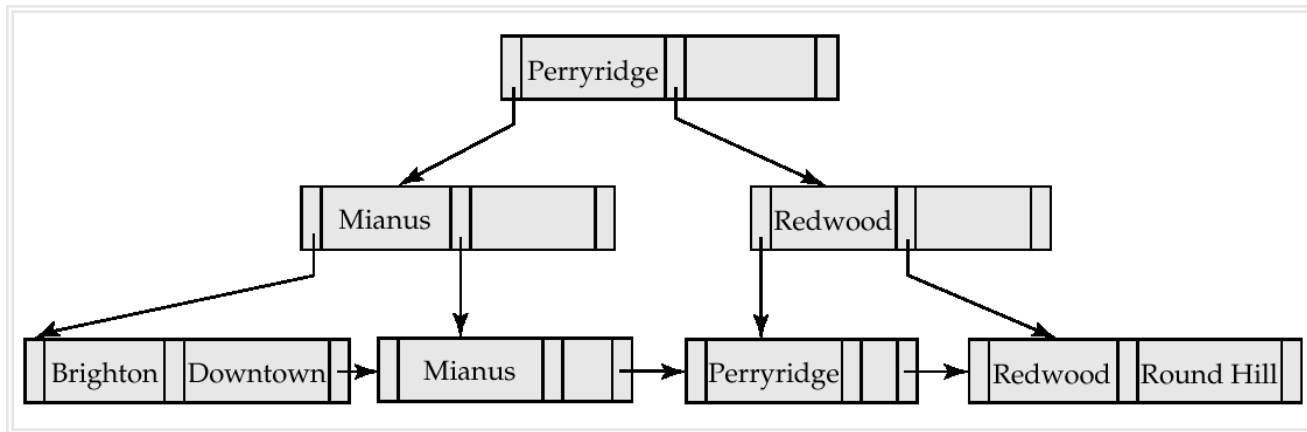 Perryridge
Mianus
Redwood
Brighton
Downtown
Mianus
Perryridge
Redwood
Round Hill